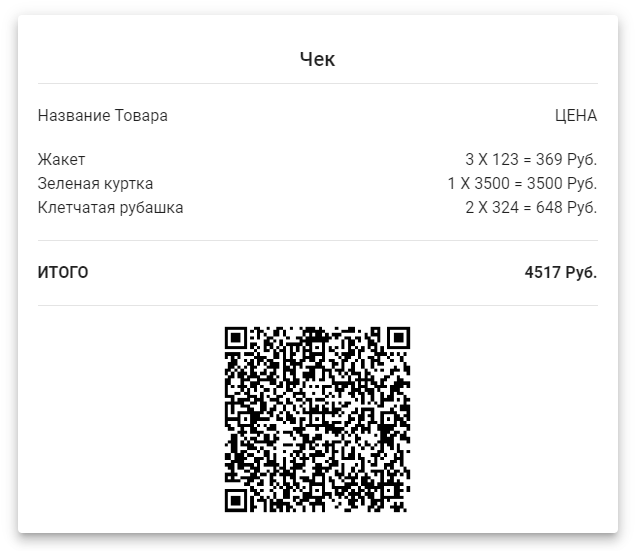 Чек
Название Товара ЦЕНА
Жакет 3 X 123 = 369 Руб.
Зеленая куртка 1 X 3500 = 3500 Руб.
Клетчатая рубашка 2 X 324 = 648 Руб.
ИТОГО 4517 Руб.